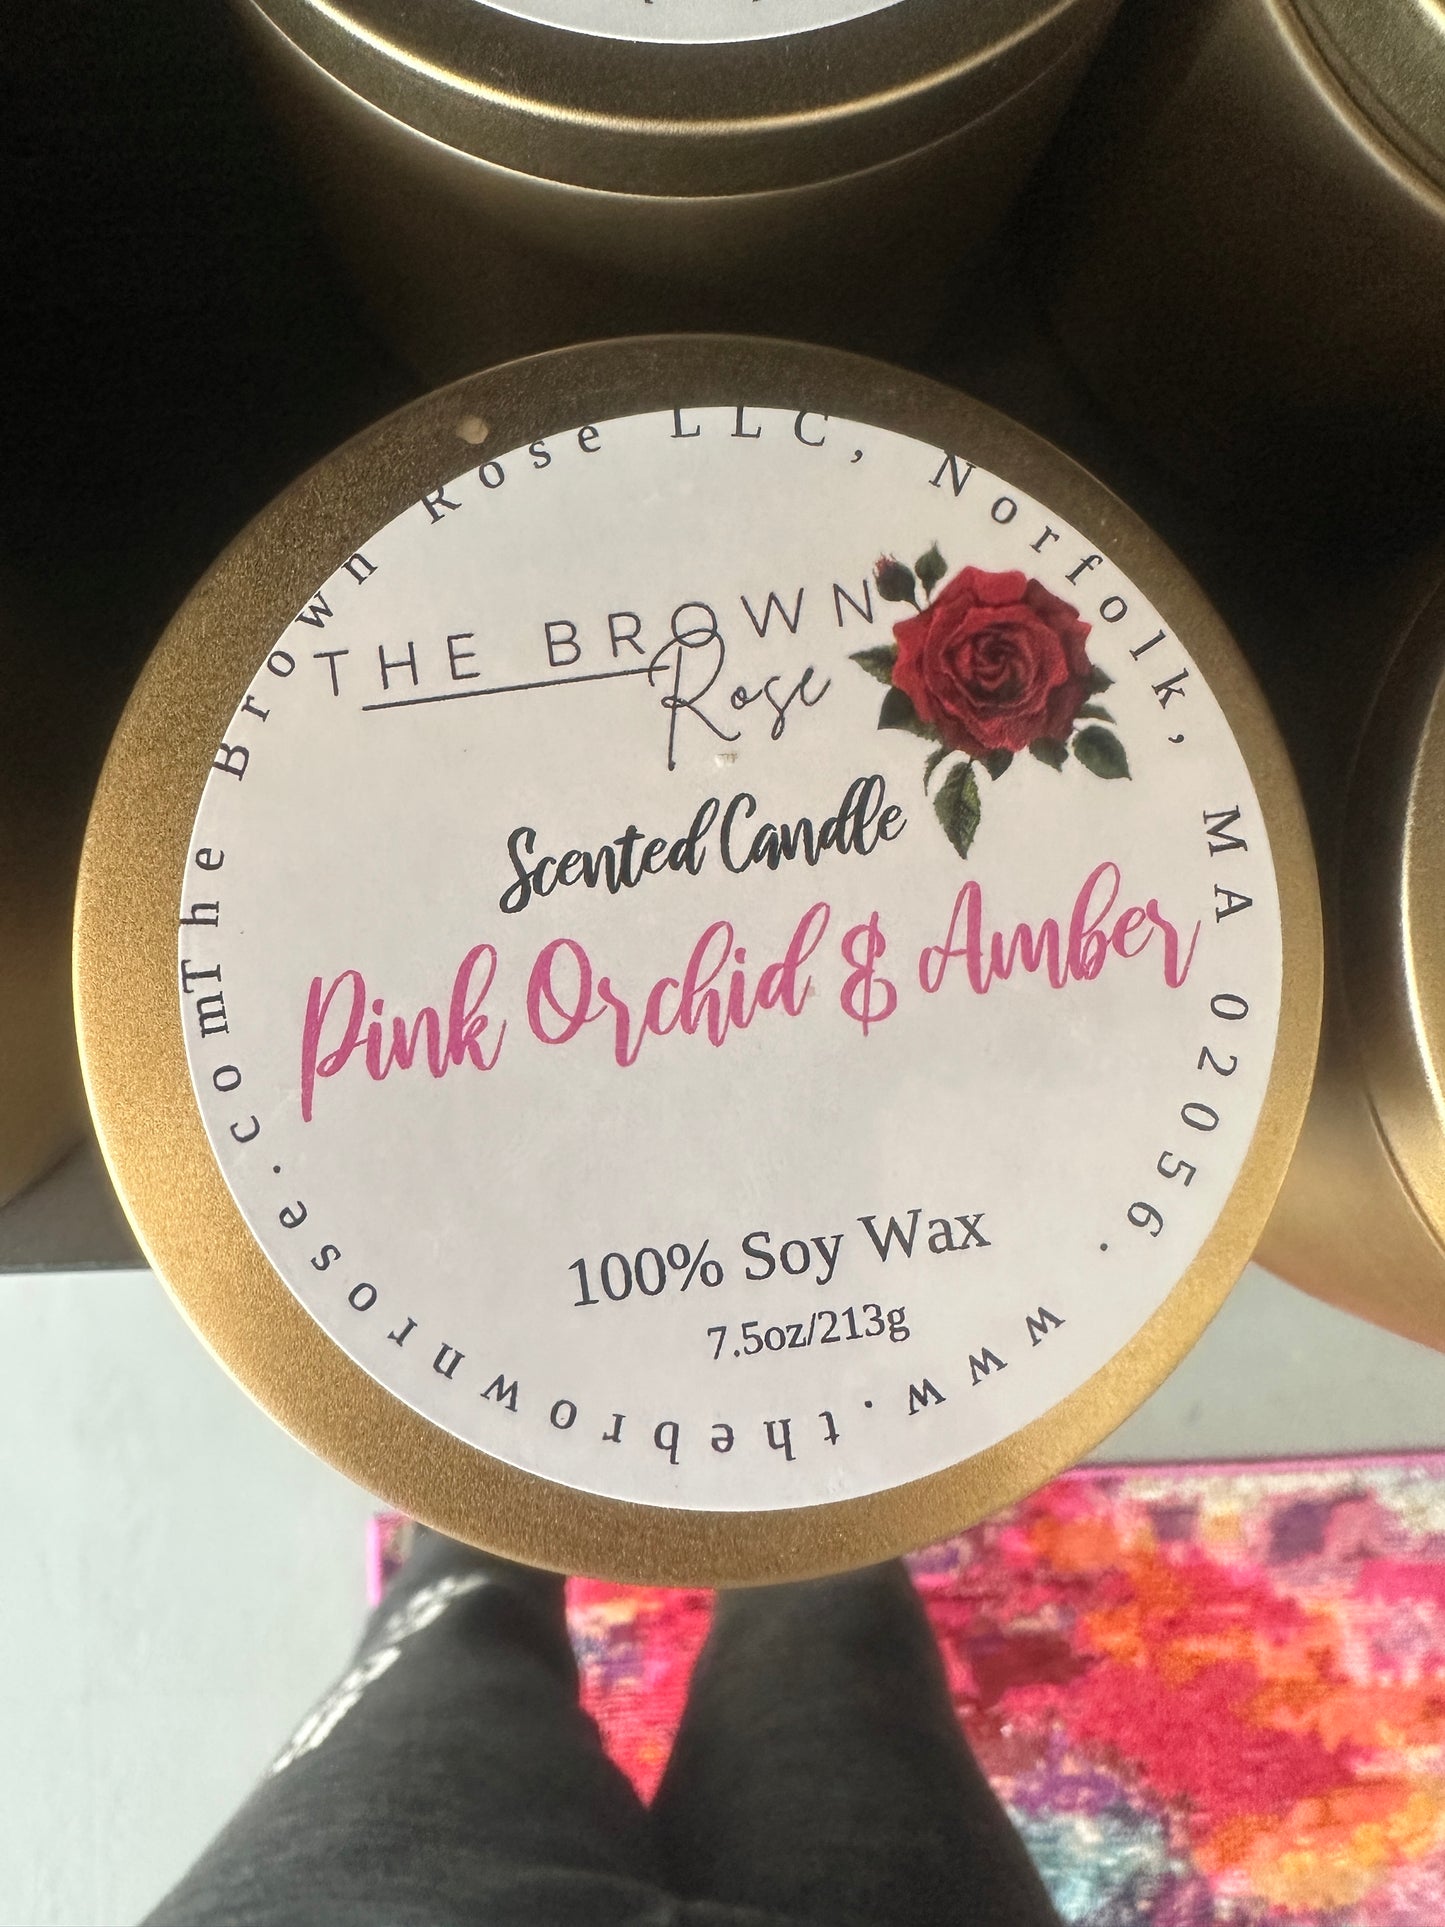 The Brown Rose LLC, Norfolk, MA 02056. www.thebrownrose.com
THE BROWN
Rose
Scented Candle
Pink Orchid & Amber
100% Soy Wax
7.5oz/213g